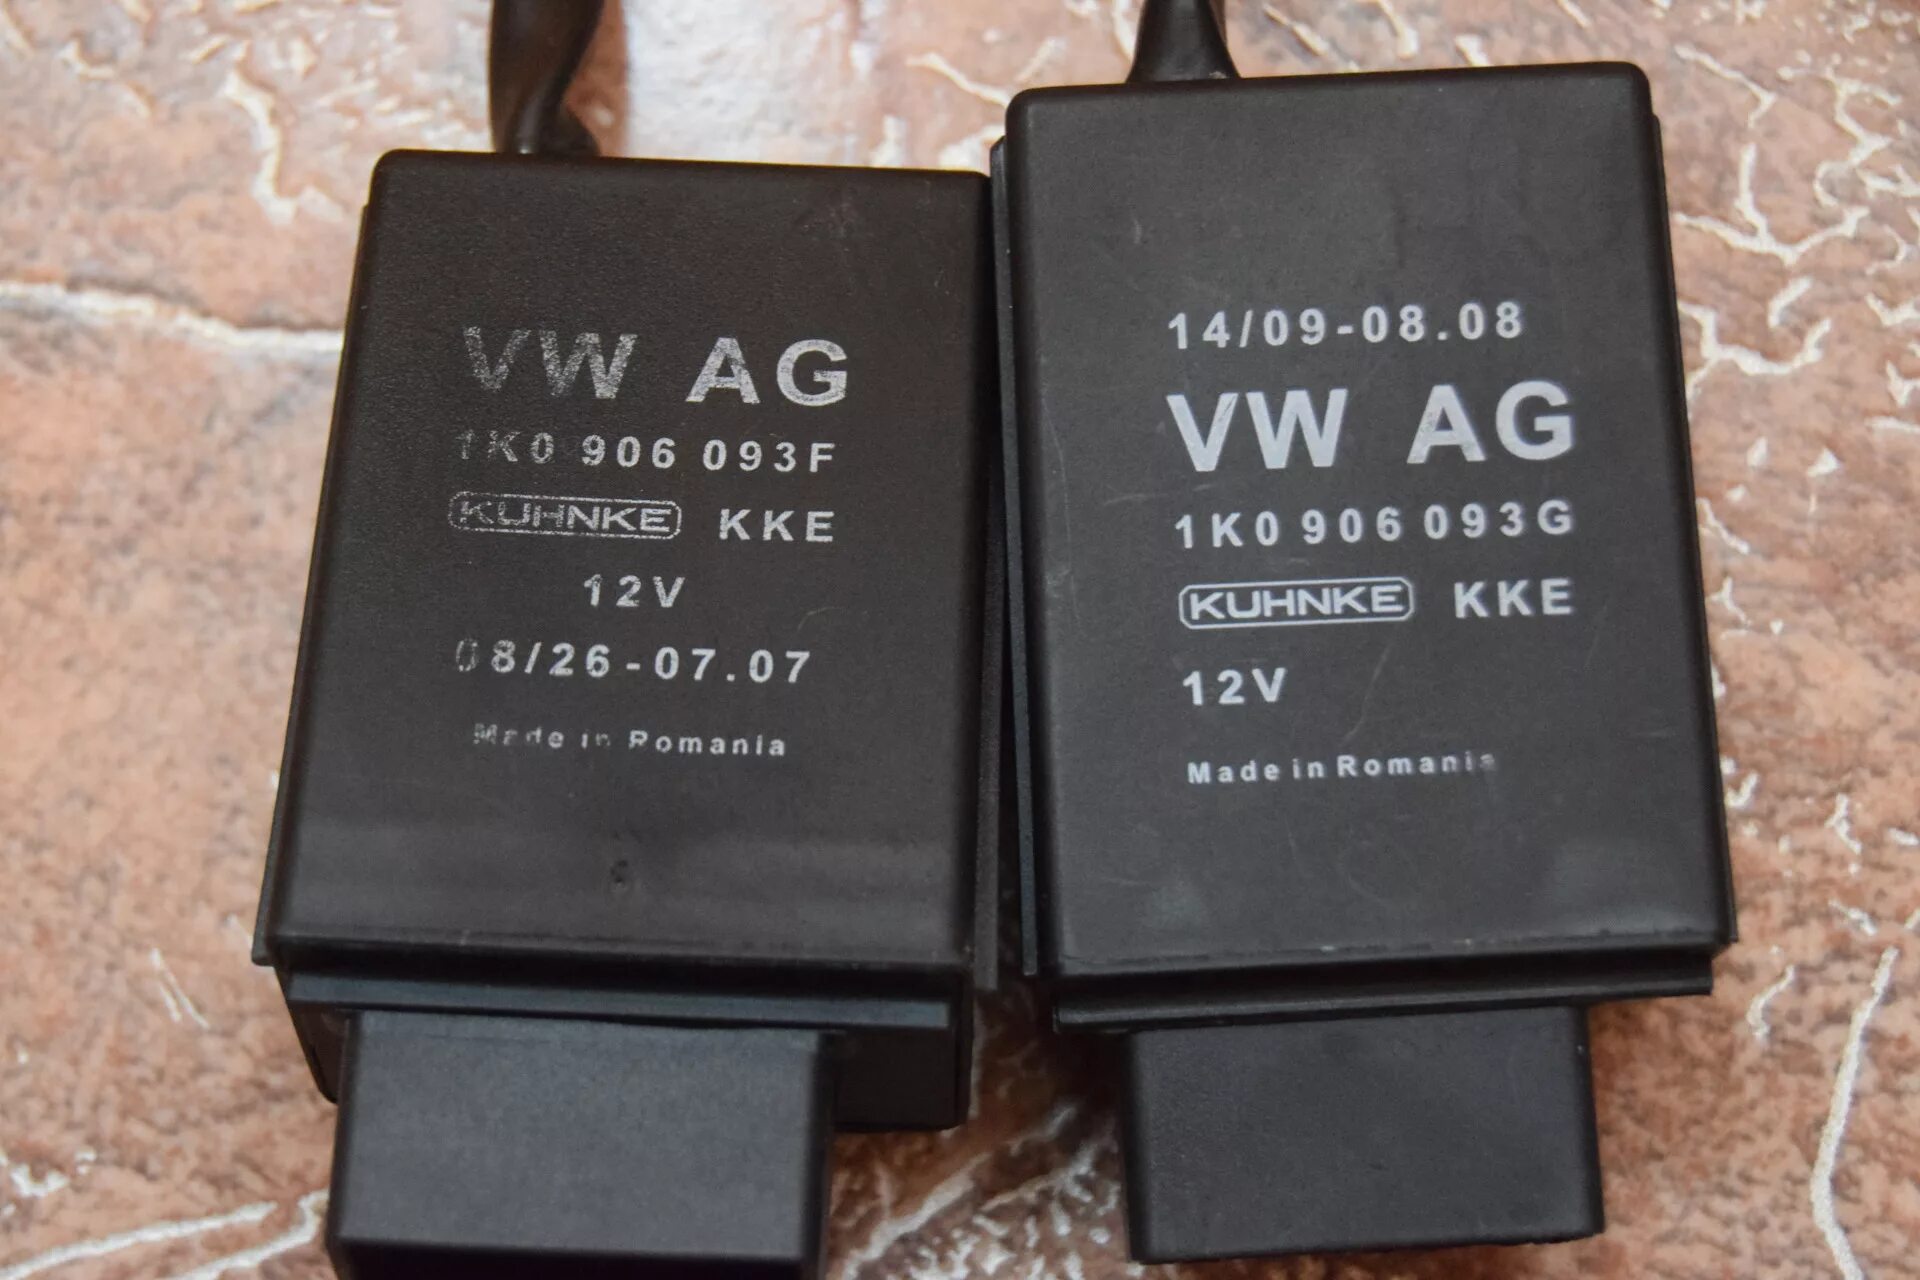 VW AG
1K0 906 093F
KUHNKE KKE
12V
08/26-07.07
Made in Romania
14/09-08.08
VW AG
1K0 906 093G
KUHNKE KKE
12V
Made in Romania